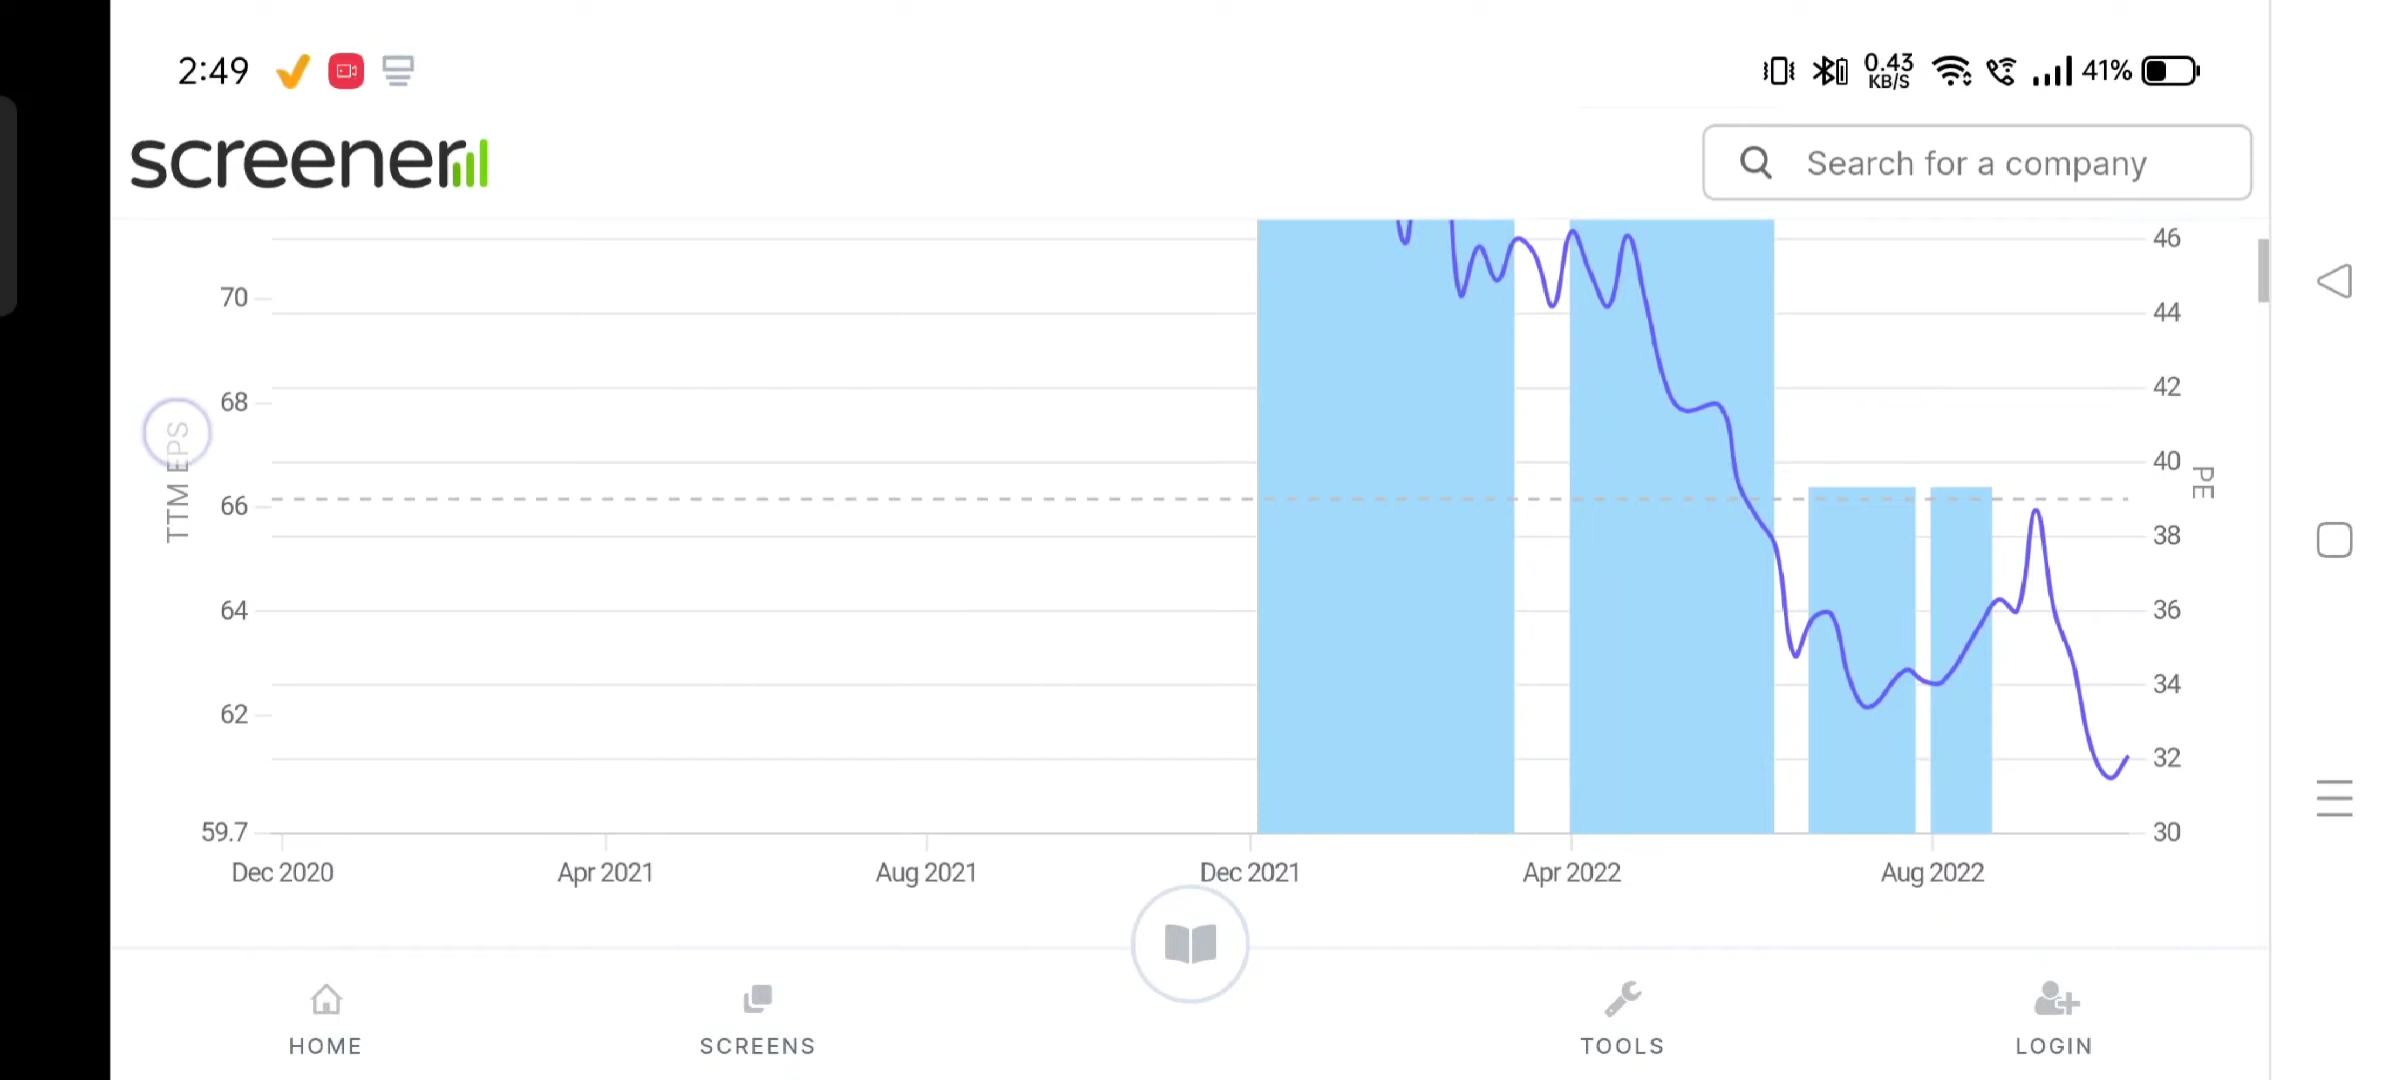 2:49
0.43 KB/S
41%
screener
Search for a company
46
70
44
68
42
40
TTM EPS
PE
66
38
64
36
34
62
32
59.7
30
Dec 2020 Apr 2021 Aug 2021 Dec 2021 Apr 2022 Aug 2022
HOME SCREENS TOOLS LOGIN